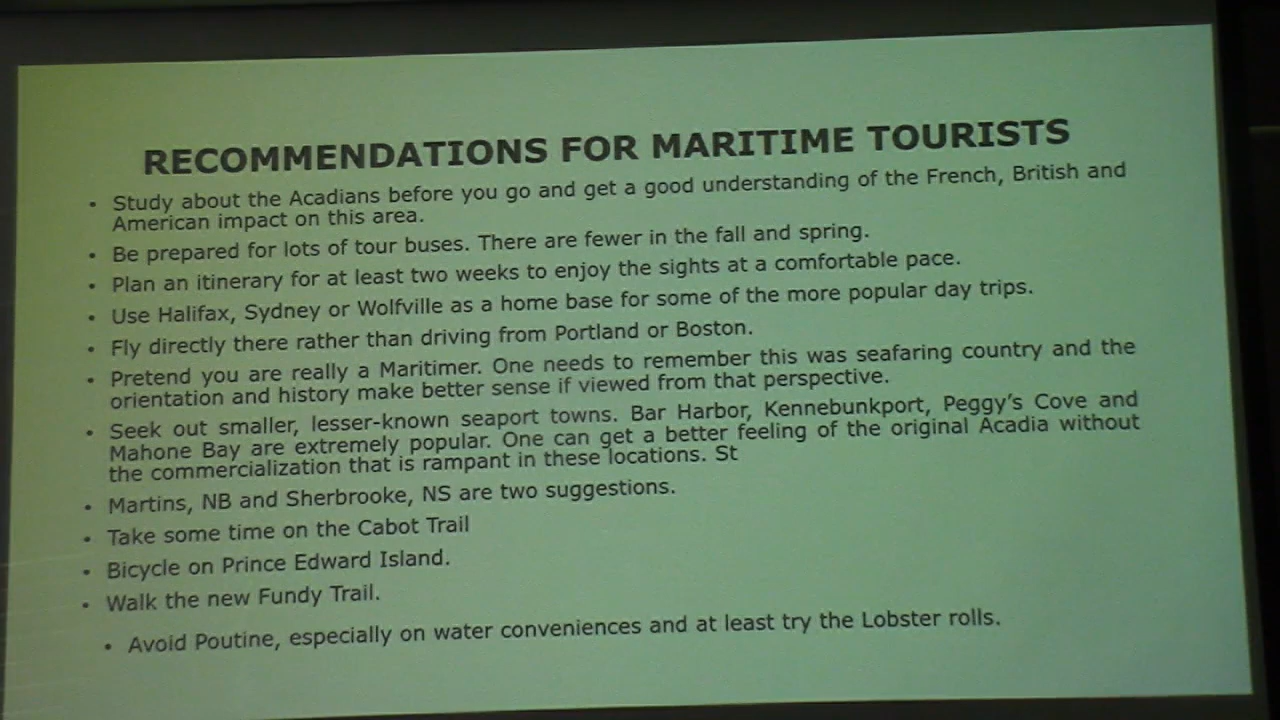 RECOMMENDATIONS FOR MARITIME TOURISTS
• Study about the Acadians before you go and get a good understanding of the French, British and
American impact on this area.
• Be prepared for lots of tour buses. There are fewer in the fall and spring.
• Plan an itinerary for at least two weeks to enjoy the sights at a comfortable pace.
• Use Halifax, Sydney or Wolfville as a home base for some of the more popular day trips.
• Fly directly there rather than driving from Portland or Boston.
• Pretend you are really a Maritimer. One needs to remember this was seafaring country and the
orientation and history make better sense if viewed from that perspective.
• Seek out smaller, lesser-known seaport towns. Bar Harbor, Kennebunkport, Peggy's Cove and
Mahone Bay are extremely popular. One can get a better feeling of the original Acadia without
the commercialization that is rampant in these locations. St
• Martins, NB and Sherbrooke, NS are two suggestions.
• Take some time on the Cabot Trail
• Bicycle on Prince Edward Island.
• Walk the new Fundy Trail.
• Avoid Poutine, especially on water conveniences and at least try the Lobster rolls.